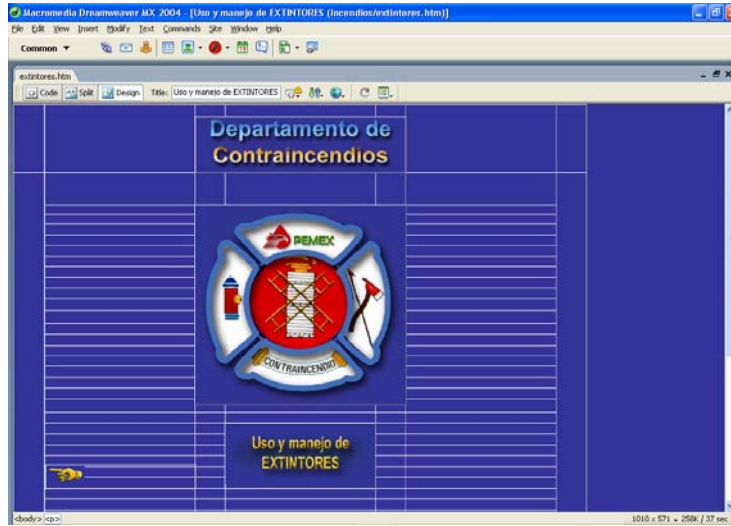 Macromedia Dreamweaver MX 2004 - [Uso y manejo de EXTINTORES (Incendios/extintores.htm)]
File Edit View Insert Modify Text Commands Site Window Help
Common
extintores.htm
Code Split Design Title: Uso y manejo de EXTINTORES
Departamento de
Contraincendios
PEMEX
CONTRAINCENDIO
Uso y manejo de
EXTINTORES
<body> <p> 1010 x 571 258K / 37 sec